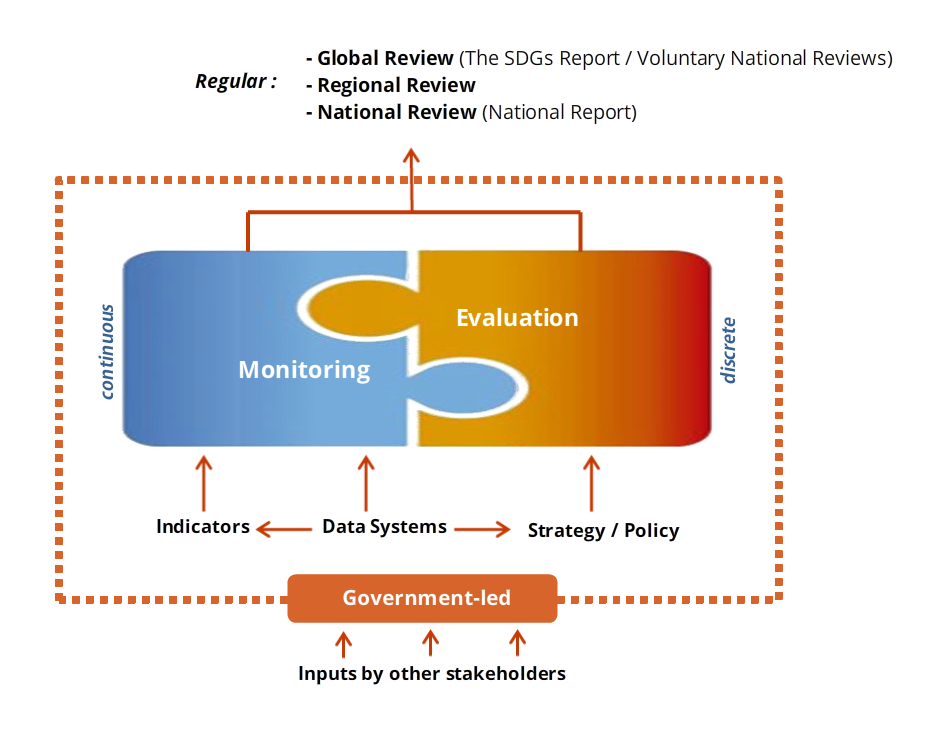 Regular :
- Global Review (The SDGs Report / Voluntary National Reviews)
- Regional Review
- National Review (National Report)
continuous
Monitoring
Evaluation
discrete
Indicators
Data Systems
Strategy / Policy
Government-led
Inputs by other stakeholders